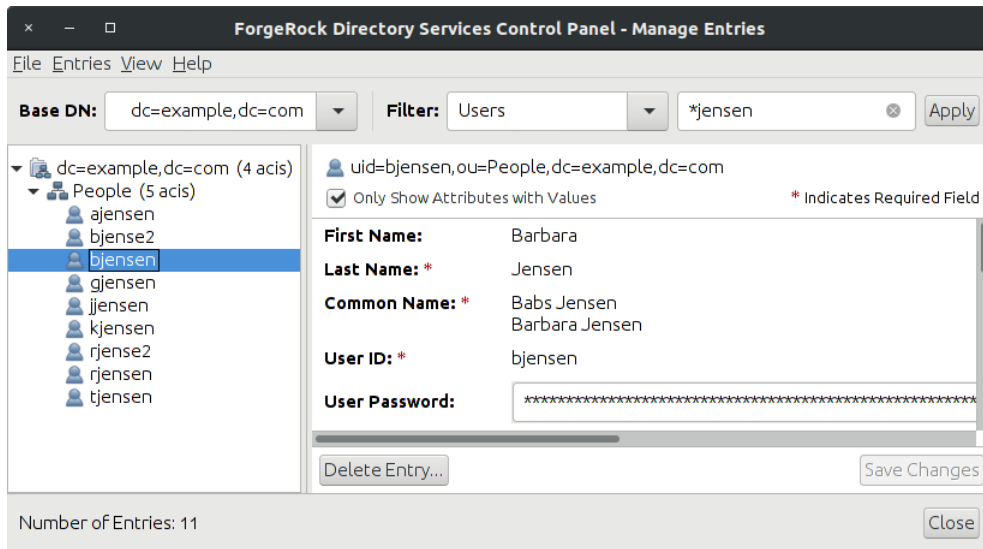 ForgeRock Directory Services Control Panel - Manage Entries
File Entries View Help
Base DN: dc=example,dc=com Filter: Users *jensen Apply
dc=example,dc=com (4 acis)
People (5 acis)
ajensen
bjense2
bjensen
gjensen
jjensen
kjensen
rjense2
rjensen
tjensen
uid=bjensen,ou=People,dc=example,dc=com
Only Show Attributes with Values * Indicates Required Field
First Name: Barbara
Last Name: * Jensen
Common Name: * Babs Jensen
Barbara Jensen
User ID: * bjensen
User Password: ******************************************************
Delete Entry... Save Changes
Number of Entries: 11 Close